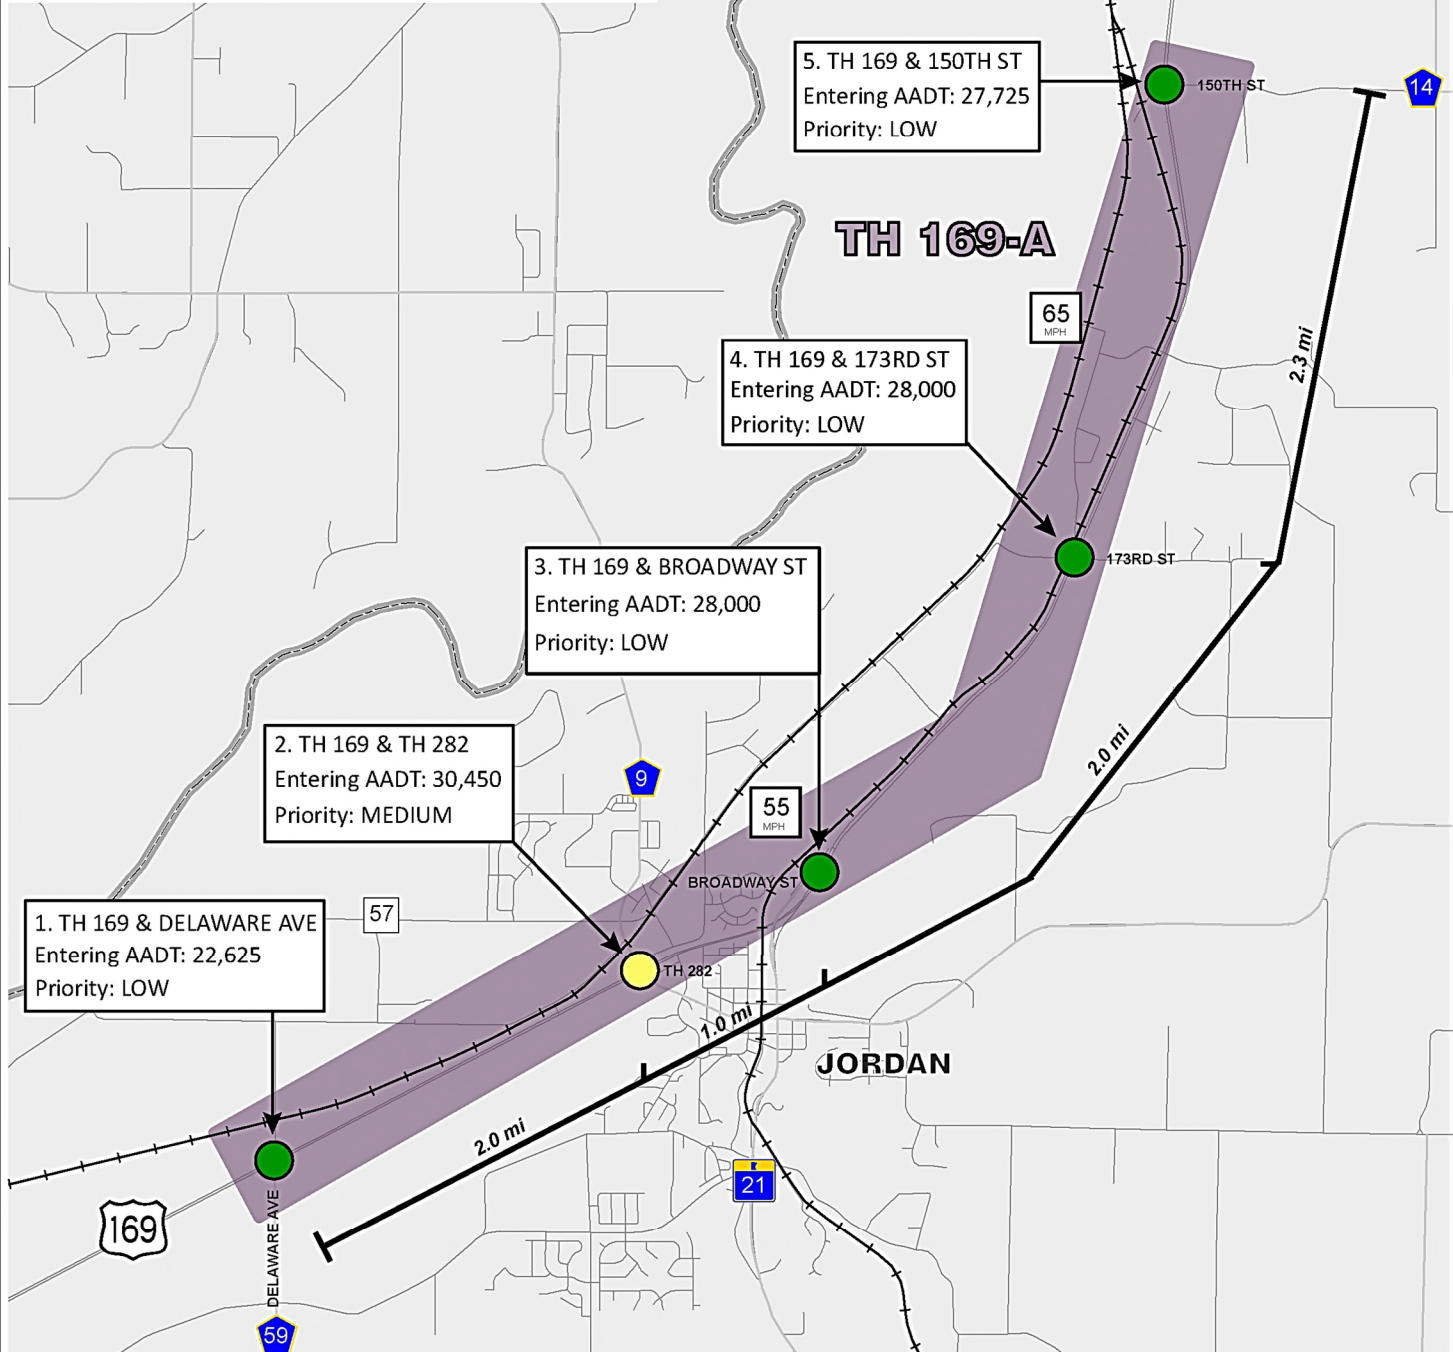 5. TH 169 & 150TH ST
Entering AADT: 27,725
Priority: LOW
150TH ST
14
TH 169-A
65
MPH
2.3 mi
4. TH 169 & 173RD ST
Entering AADT: 28,000
Priority: LOW
173RD ST
3. TH 169 & BROADWAY ST
Entering AADT: 28,000
Priority: LOW
2. TH 169 & TH 282
Entering AADT: 30,450
Priority: MEDIUM
9
55
MPH
2.0 mi
BROADWAY ST
1. TH 169 & DELAWARE AVE
Entering AADT: 22,625
Priority: LOW
57
TH 282
1.0 mi
JORDAN
2.0 mi
21
169
DELAWARE AVE
59